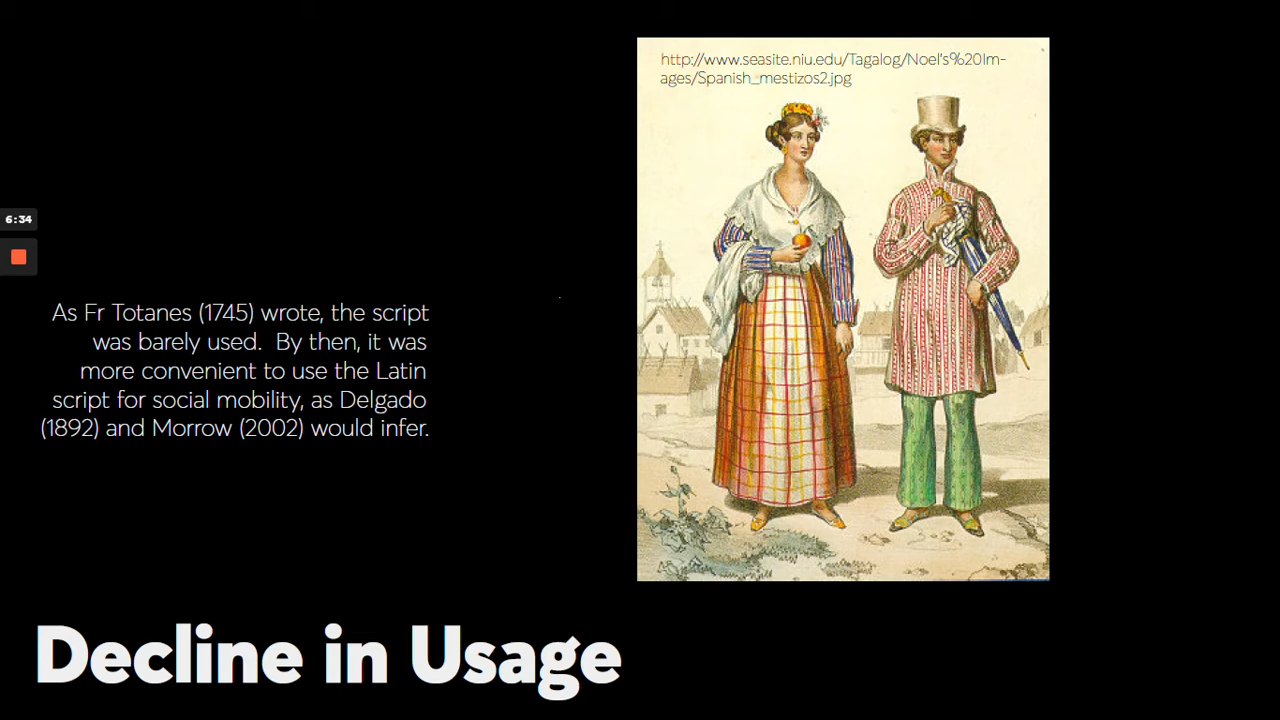 http://www.seasite.niu.edu/Tagalog/Noel's%20Im-
ages/Spanish_mestizos2.jpg
6:34
As Fr Totanes (1745) wrote, the script
was barely used.  By then, it was
more convenient to use the Latin
script for social mobility, as Delgado
(1892) and Morrow (2002) would infer.
Decline in Usage